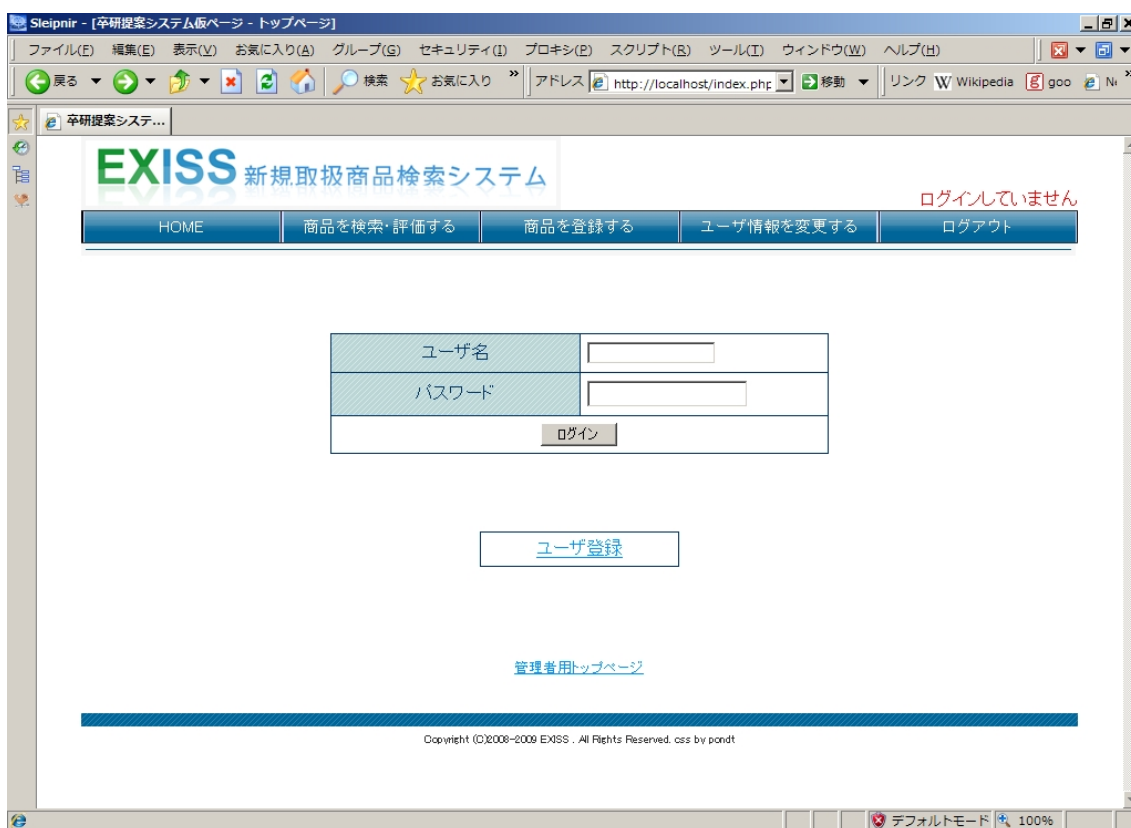 Sleipnir - [卒研提案システム仮ページ - トップページ]
ファイル(F) 編集(E) 表示(V) お気に入り(A) グループ(G) セキュリティ(I) プロキシ(P) スクリプト(R) ツール(T) ウィンドウ(W) ヘルプ(H)
戻る 検索 お気に入り » アドレス http://localhost/index.php 移動 リンク W Wikipedia goo »
卒研提案システ...
EXISS 新規取扱商品検索システム
ログインしていません
HOME 商品を検索・評価する 商品を登録する ユーザ情報を変更する ログアウト
ユーザ名
パスワード
ログイン
ユーザ登録
管理者用トップページ
Copyright (C)2008-2009 EXISS . All Rights Reserved. css by pondt
デフォルトモード 100%